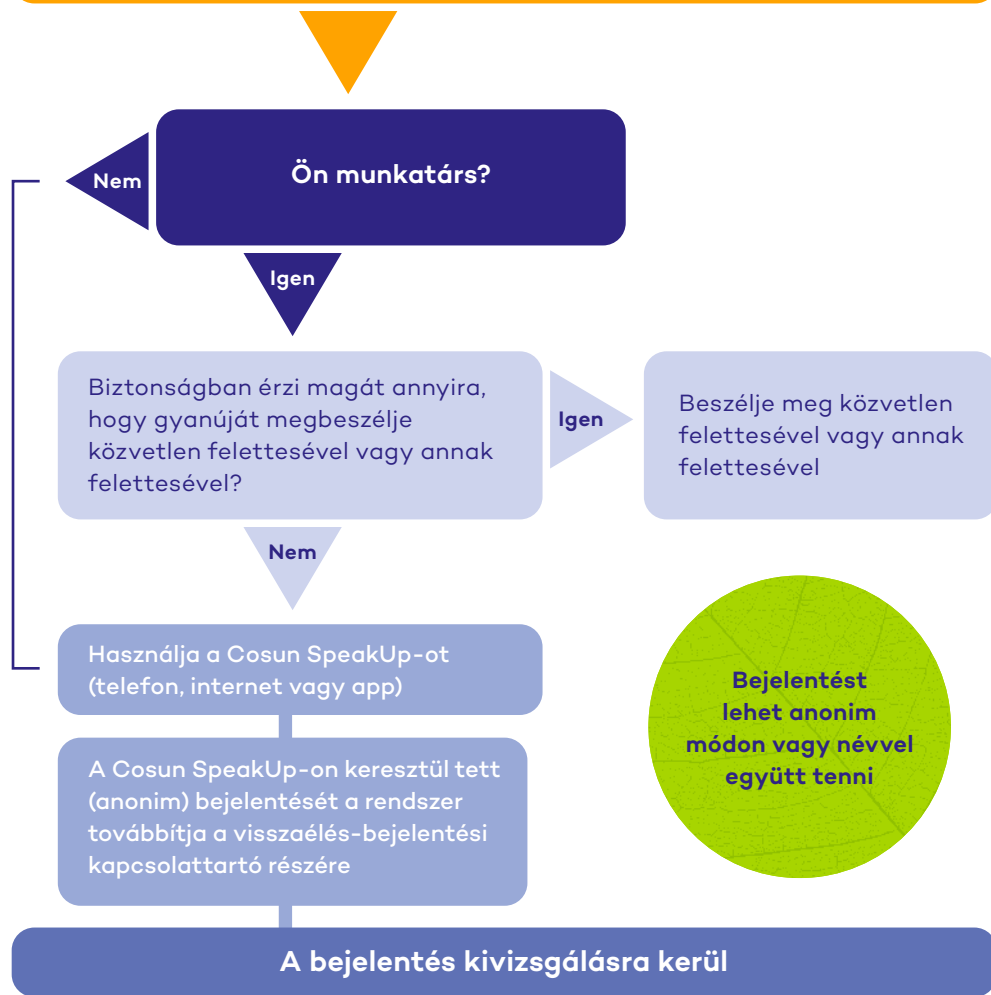 Ön munkatárs?
Nem
Igen
Biztonságban érzi magát annyira,
hogy gyanúját megbeszélje
közvetlen felettesével vagy annak
felettesével?
Igen
Beszélje meg közvetlen
felettesével vagy annak
felettesével
Nem
Használja a Cosun SpeakUp-ot
(telefon, internet vagy app)
Bejelentést
lehet anonim
módon vagy névvel
együtt tenni
A Cosun SpeakUp-on keresztül tett
(anonim) bejelentését a rendszer
továbbítja a visszaélés-bejelentési
kapcsolattartó részére
A bejelentés kivizsgálásra kerül